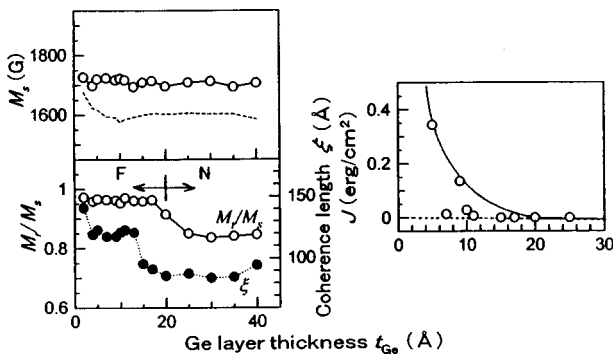 1800
1600
M_s (G)
F
N
1
0.8
0.6
M_r/M_s
M_r/M_s
ξ
150
100
Coherence length ξ (Å)
0 10 20 30 40
0.4
0.2
0
J (erg/cm²)
0 10 20 30
Ge layer thickness t_Ge (Å)